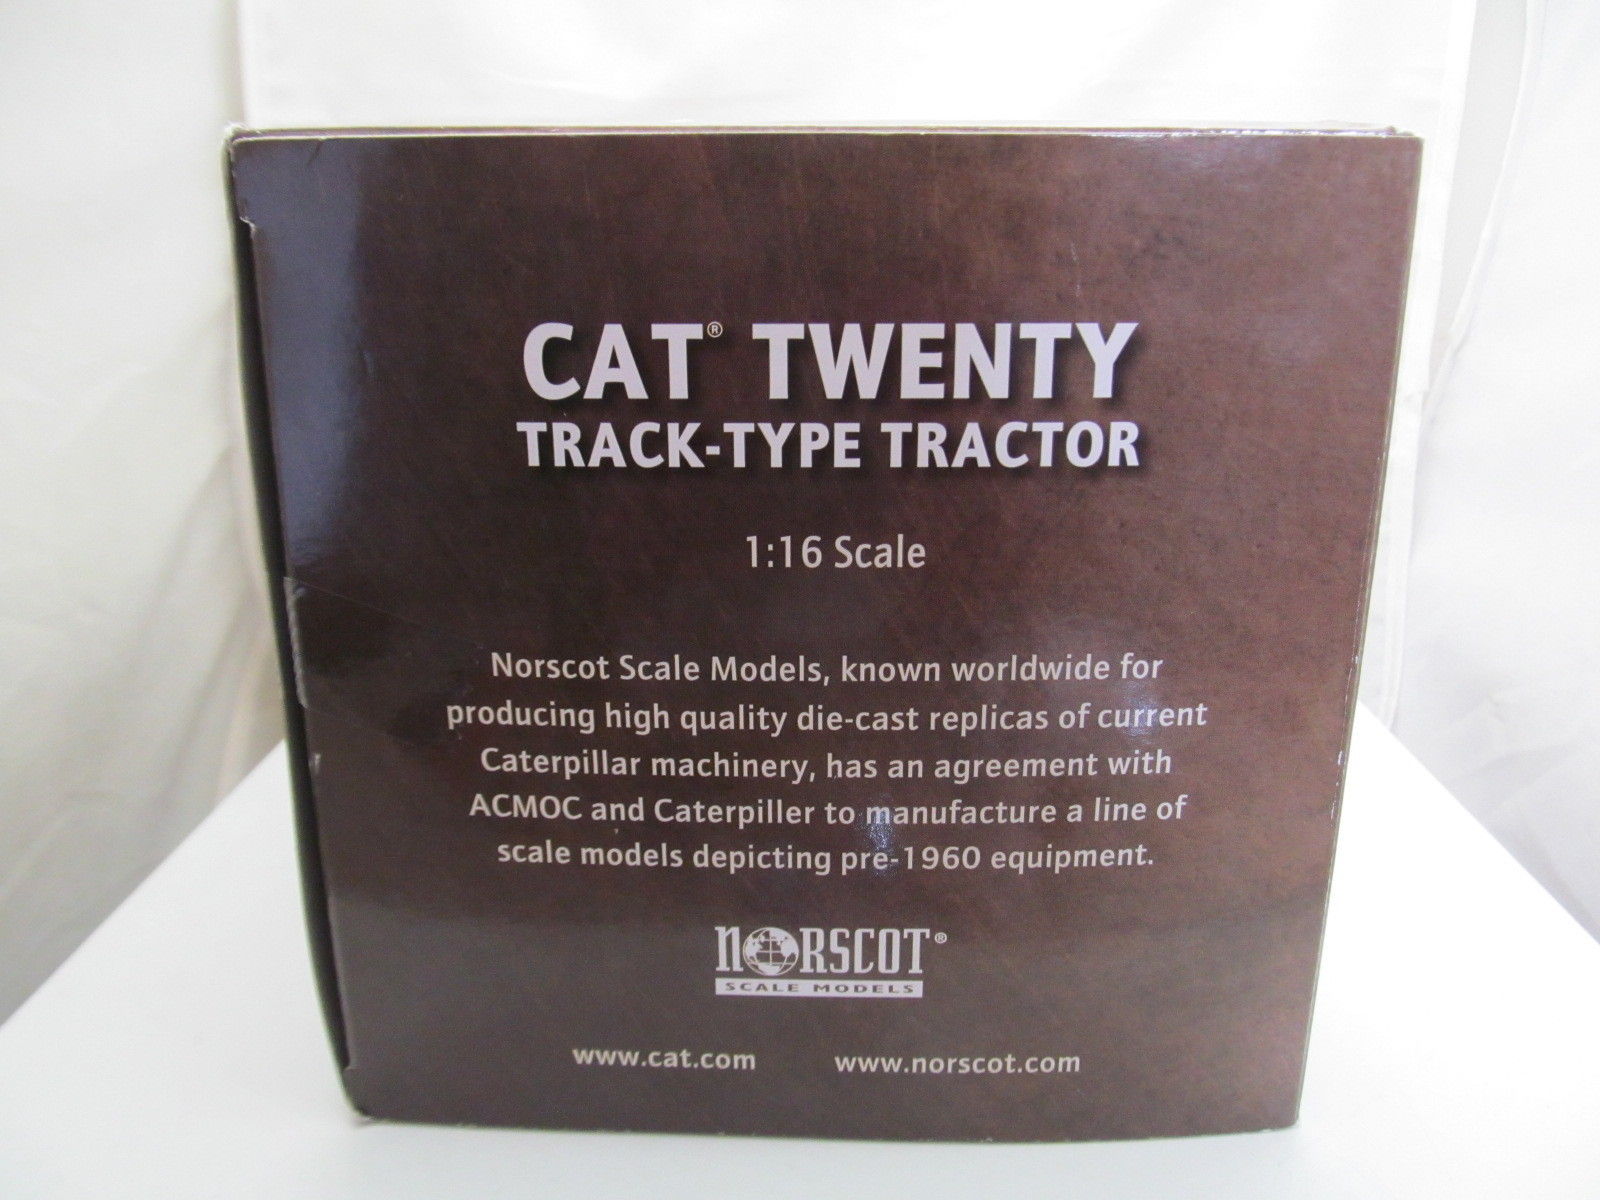 CAT® TWENTY
TRACK-TYPE TRACTOR
1:16 Scale
Norscot Scale Models, known worldwide for
producing high quality die-cast replicas of current
Caterpillar machinery, has an agreement with
ACMOC and Caterpiller to manufacture a line of
scale models depicting pre-1960 equipment.
NORSCOT®
SCALE MODELS
www.cat.com www.norscot.com